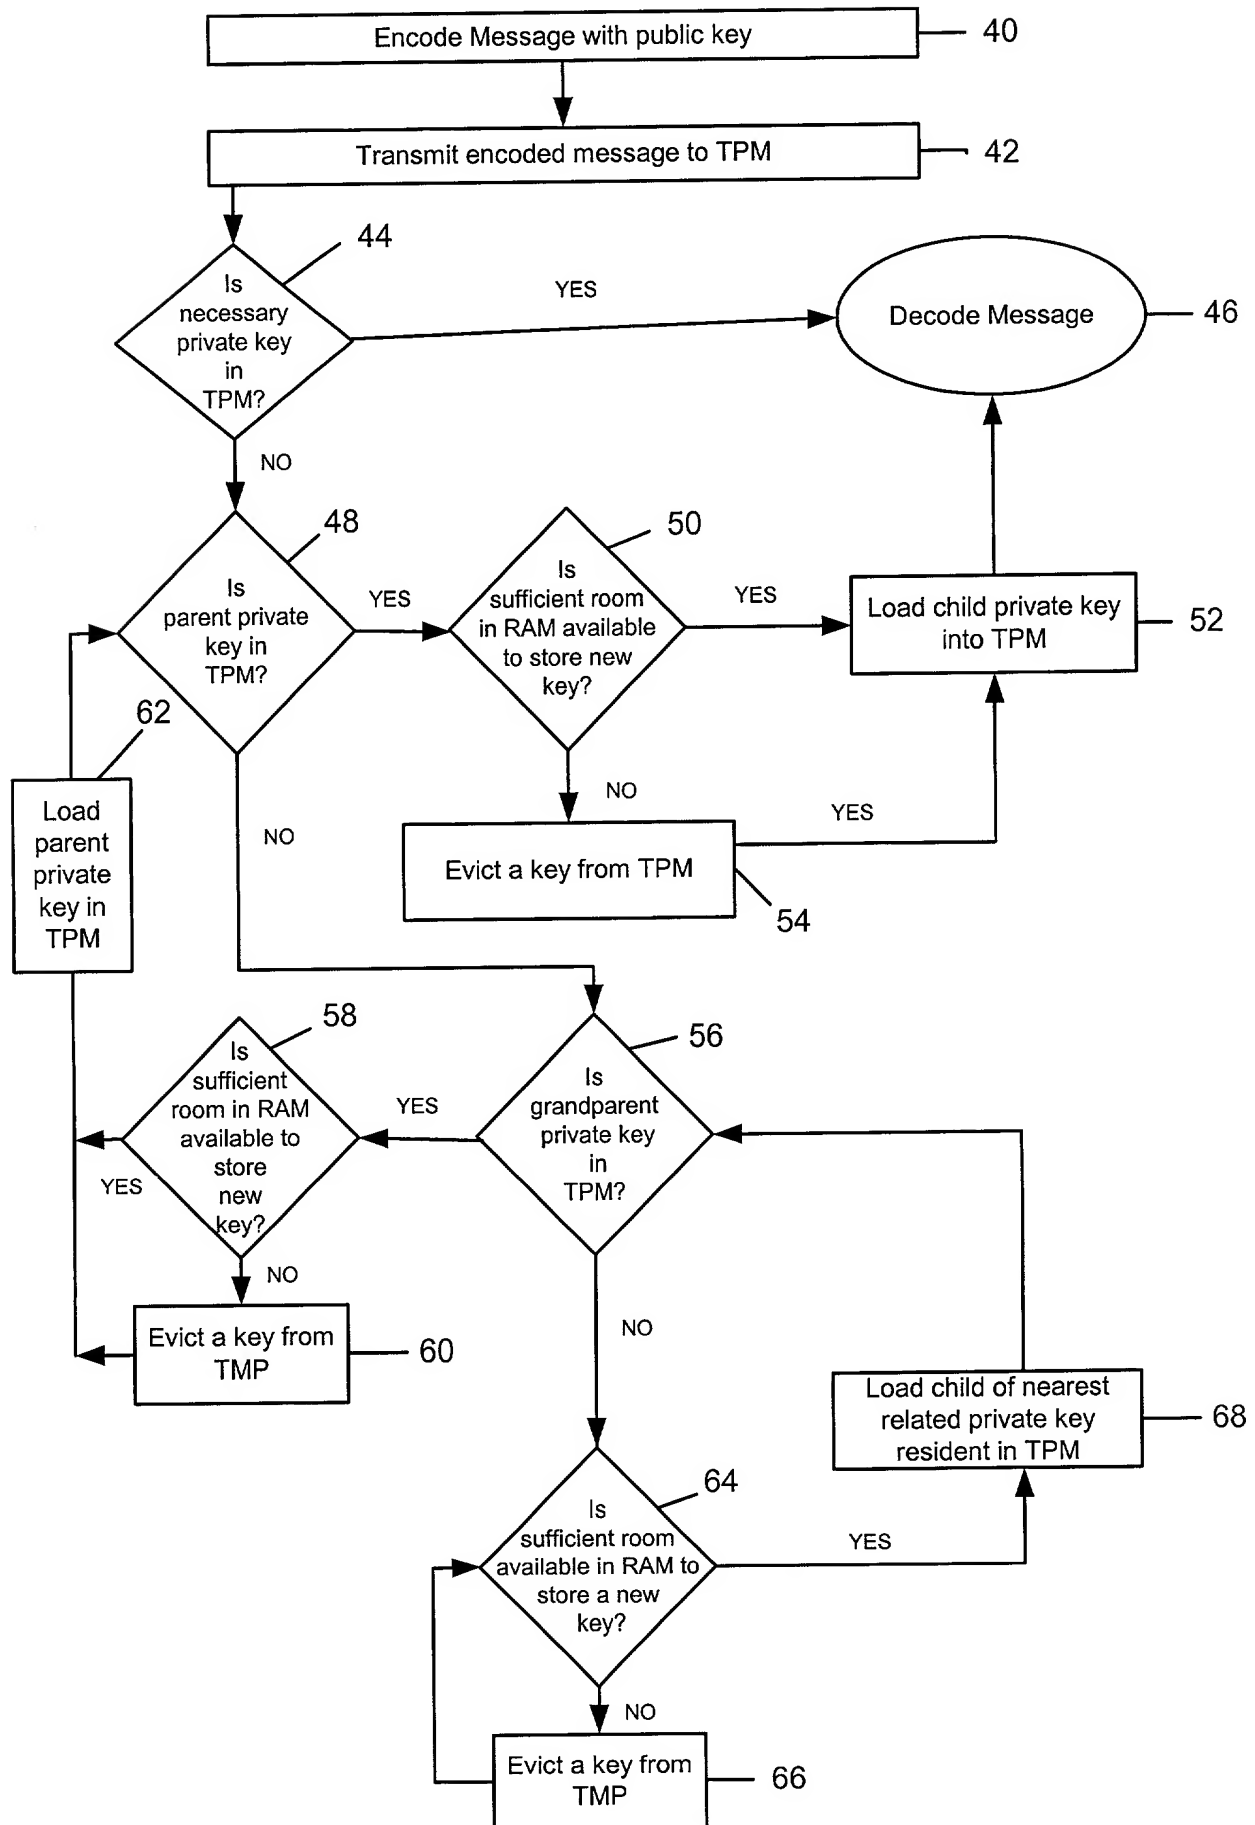 Encode Message with public key
40
Transmit encoded message to TPM
42
44
Is
necessary
private key
in
TPM?
YES
Decode Message
46
NO
48
Is
parent private
key in
TPM?
YES
50
Is
sufficient room
in RAM available
to store new
key?
YES
Load child private key
into TPM
52
62
Load
parent
private
key in
TPM
NO
NO
YES
Evict a key from TPM
54
58
Is
sufficient
room in RAM
available to
store
new
key?
YES
YES
56
Is
grandparent
private key
in
TPM?
NO
Evict a key from
TMP
60
NO
Load child of nearest
related private key
resident in TPM
68
64
Is
sufficient room
available in RAM to
store a new
key?
YES
NO
Evict a key from
TMP
66